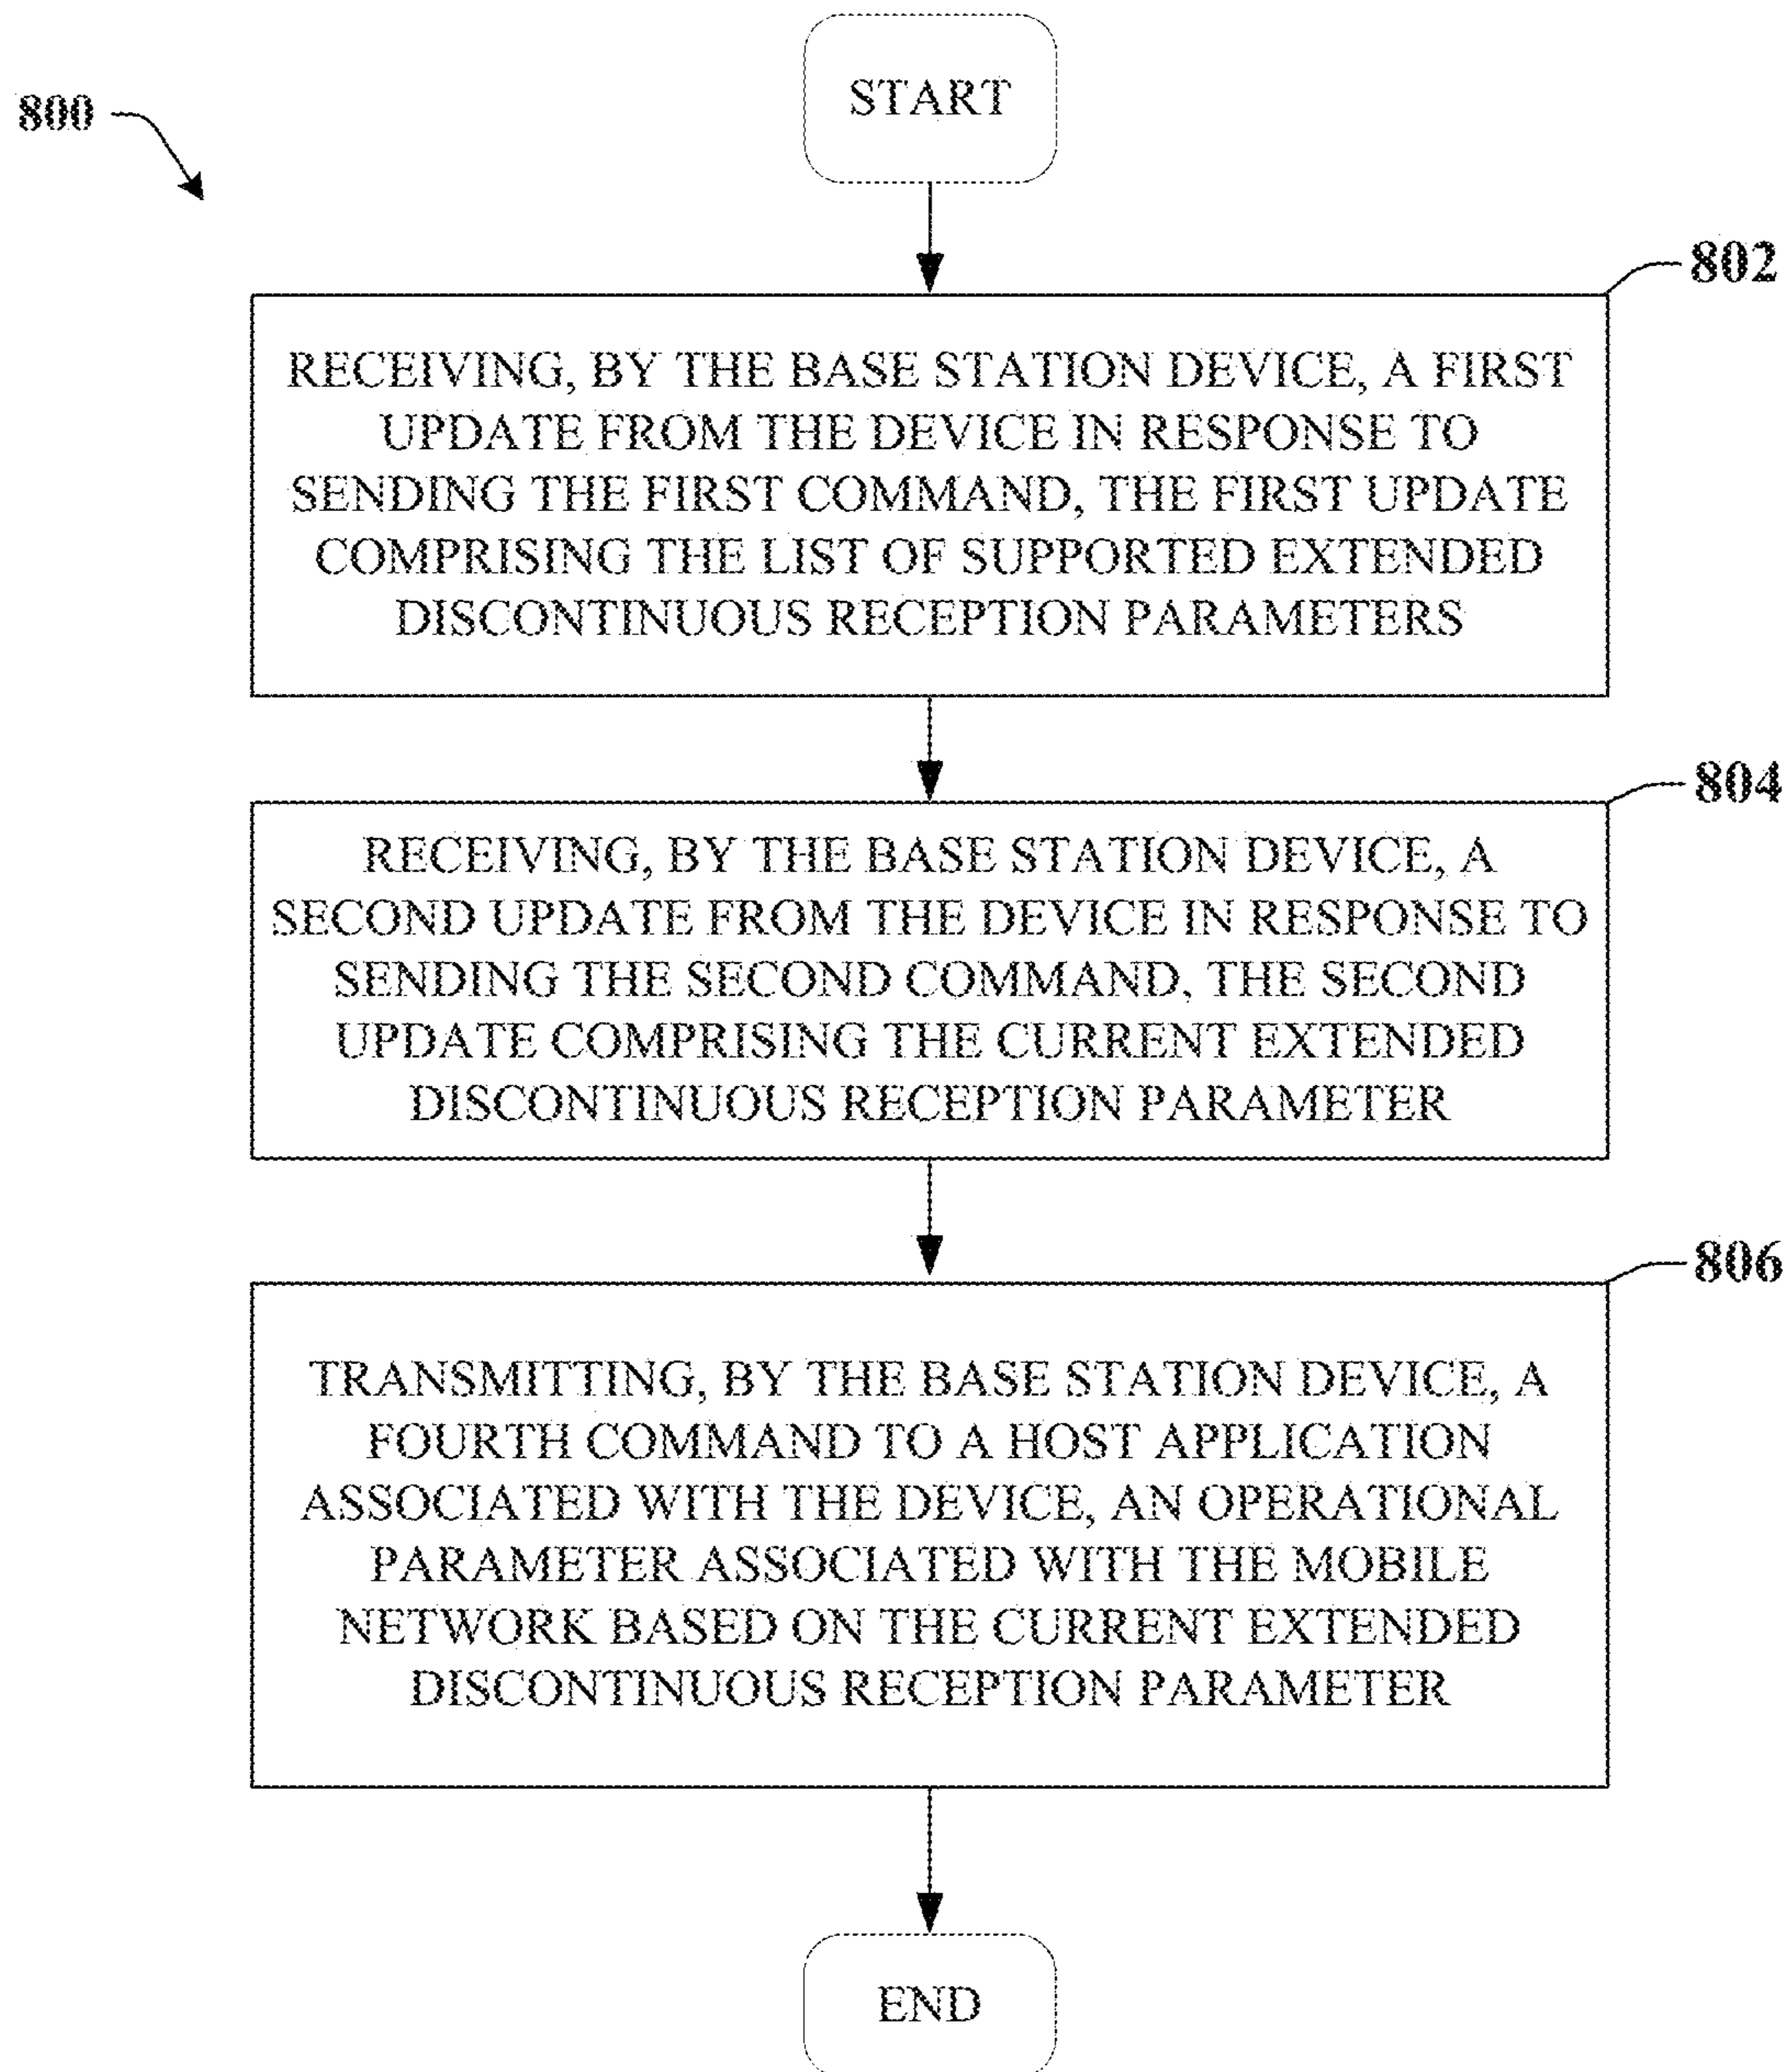 START
800
802
RECEIVING, BY THE BASE STATION DEVICE, A FIRST
UPDATE FROM THE DEVICE IN RESPONSE TO
SENDING THE FIRST COMMAND, THE FIRST UPDATE
COMPRISING THE LIST OF SUPPORTED EXTENDED
DISCONTINUOUS RECEPTION PARAMETERS
804
RECEIVING, BY THE BASE STATION DEVICE, A
SECOND UPDATE FROM THE DEVICE IN RESPONSE TO
SENDING THE SECOND COMMAND, THE SECOND
UPDATE COMPRISING THE CURRENT EXTENDED
DISCONTINUOUS RECEPTION PARAMETER
806
TRANSMITTING, BY THE BASE STATION DEVICE, A
FOURTH COMMAND TO A HOST APPLICATION
ASSOCIATED WITH THE DEVICE, AN OPERATIONAL
PARAMETER ASSOCIATED WITH THE MOBILE
NETWORK BASED ON THE CURRENT EXTENDED
DISCONTINUOUS RECEPTION PARAMETER
END